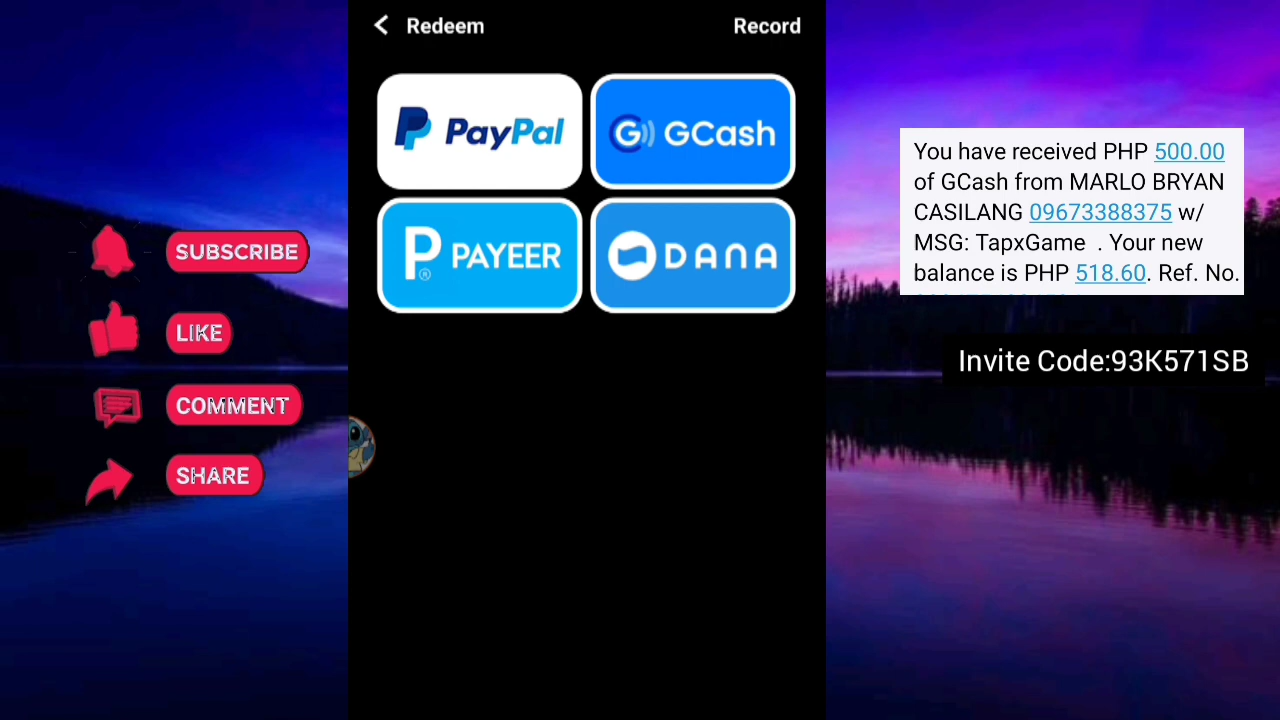 Redeem
Record
PayPal
GCash
PAYEER
DANA
SUBSCRIBE
LIKE
COMMENT
SHARE
You have received PHP 500.00
of GCash from MARLO BRYAN
CASILANG 09673388375 w/
MSG: TapxGame . Your new
balance is PHP 518.60. Ref. No.
Invite Code:93K571SB